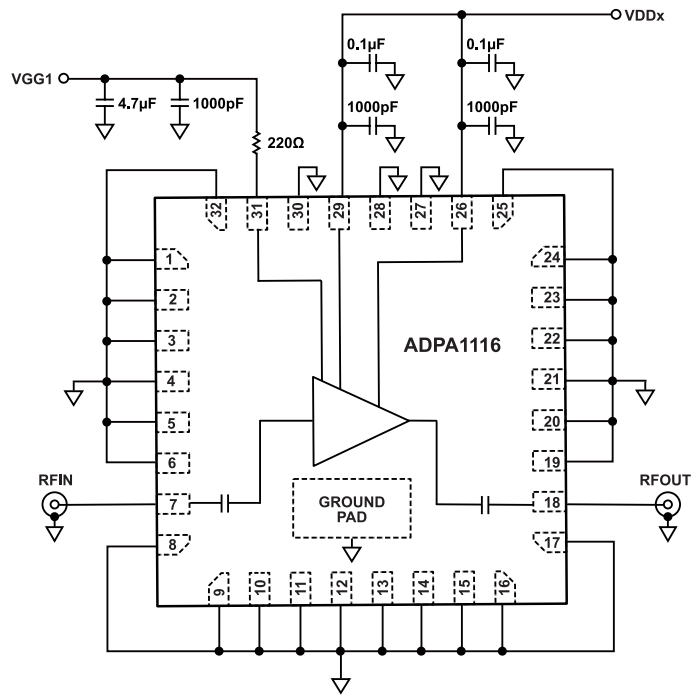 VDDx
0.1µF
0.1µF
VGG1
4.7µF
1000pF
1000pF
1000pF
220Ω
32
31
30
29
28
27
26
25
1
24
2
23
3
22
ADPA1116
4
21
5
20
6
19
RFIN
7
18
RFOUT
GROUND
PAD
8
17
9
10
11
12
13
14
15
16